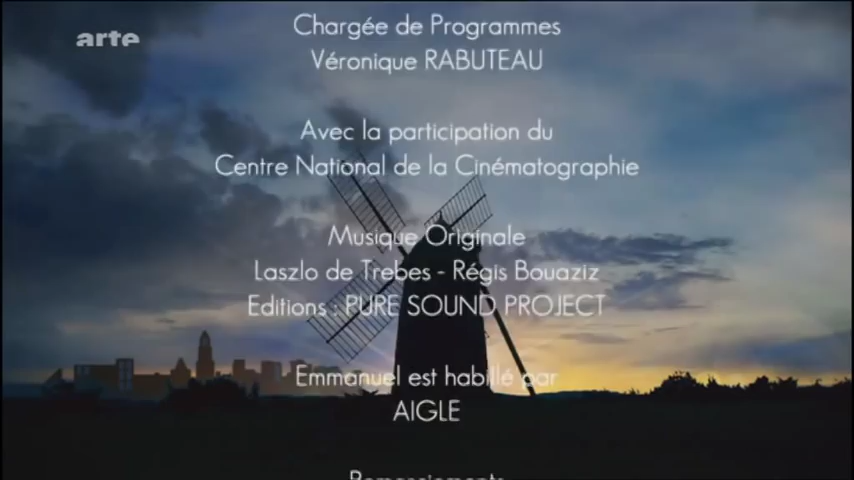 arte
Chargée de Programmes
Véronique RABUTEAU
Avec la participation du
Centre National de la Cinématographie
Musique Originale
Laszlo de Trebes - Régis Bouaziz
Editions : PURE SOUND PROJECT
Emmanuel est habillé par
AIGLE
Remerciements